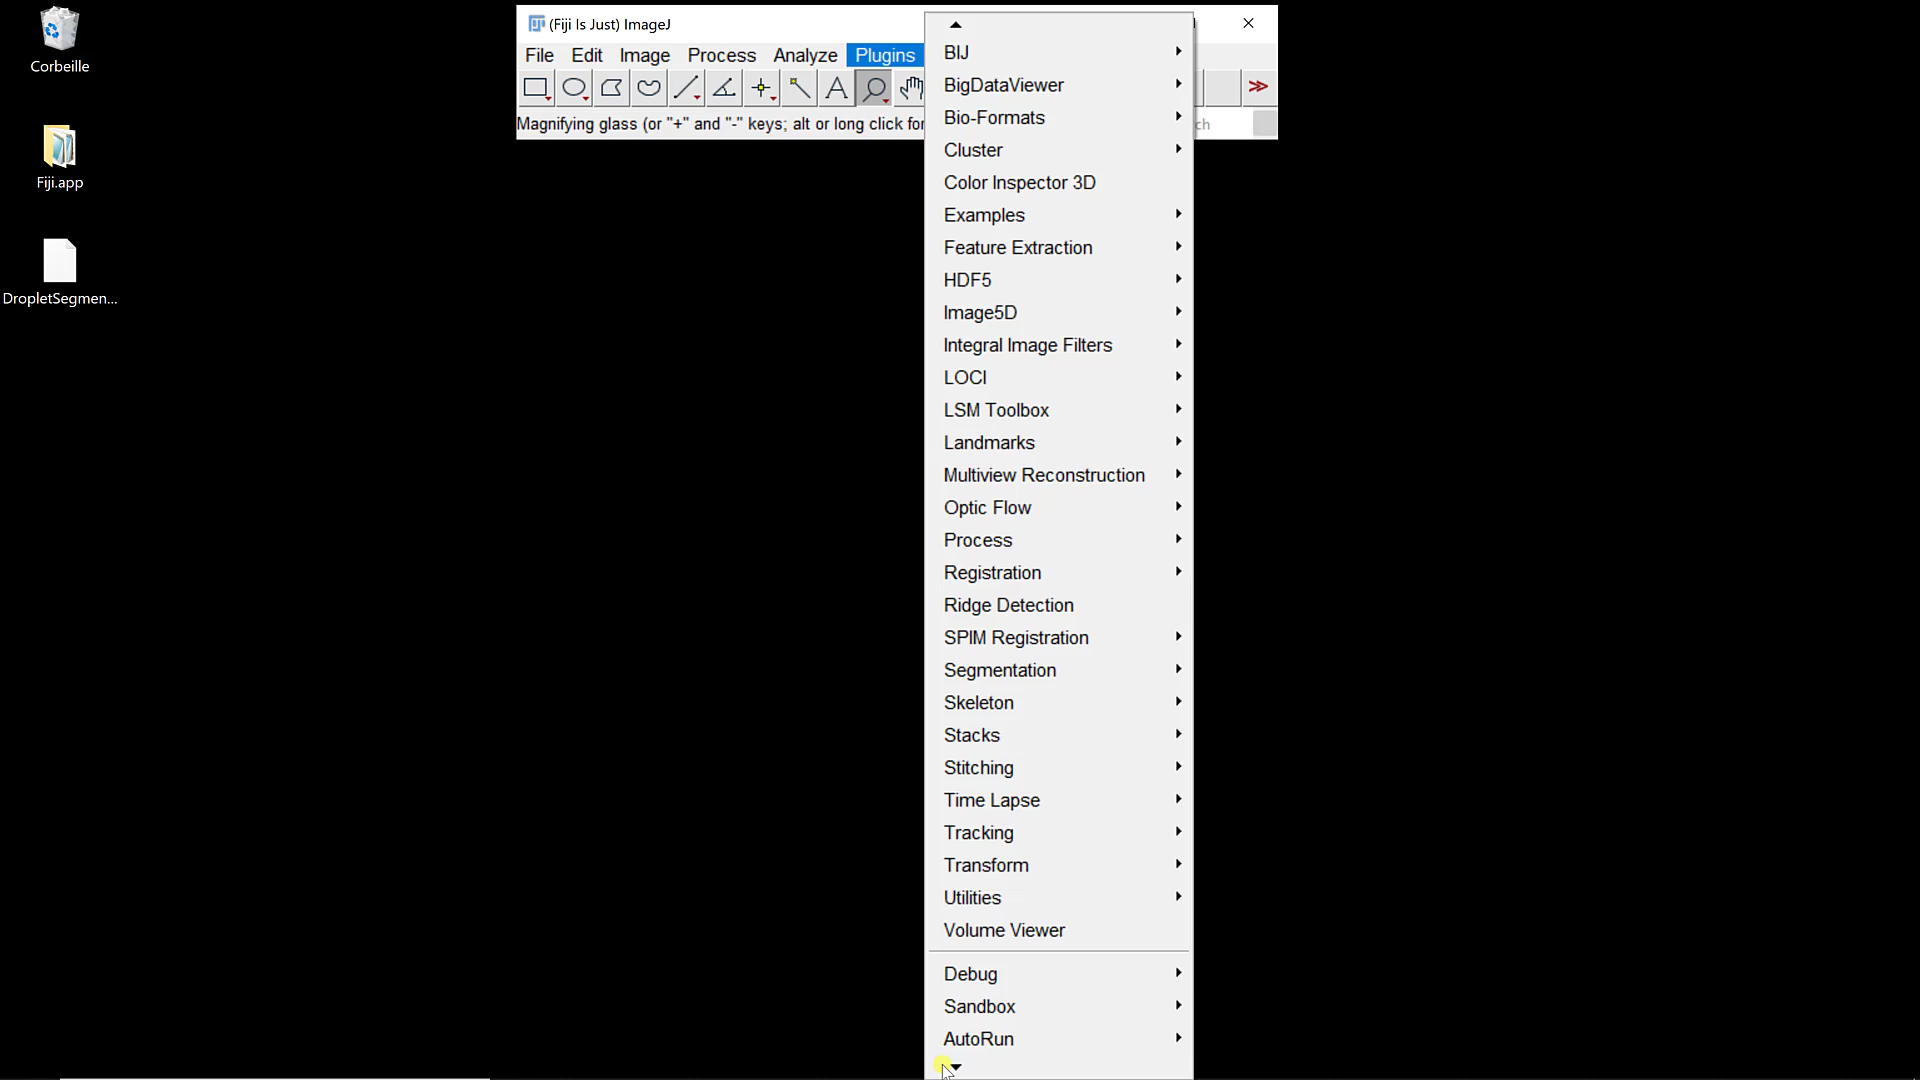 Corbeille
Fiji.app
DropletSegmen...
(Fiji Is Just) ImageJ
File Edit Image Process Analyze Plugins
Magnifying glass (or "+" and "-" keys; alt or long click for
ch
BIJ
BigDataViewer
Bio-Formats
Cluster
Color Inspector 3D
Examples
Feature Extraction
HDF5
Image5D
Integral Image Filters
LOCI
LSM Toolbox
Landmarks
Multiview Reconstruction
Optic Flow
Process
Registration
Ridge Detection
SPIM Registration
Segmentation
Skeleton
Stacks
Stitching
Time Lapse
Tracking
Transform
Utilities
Volume Viewer
Debug
Sandbox
AutoRun